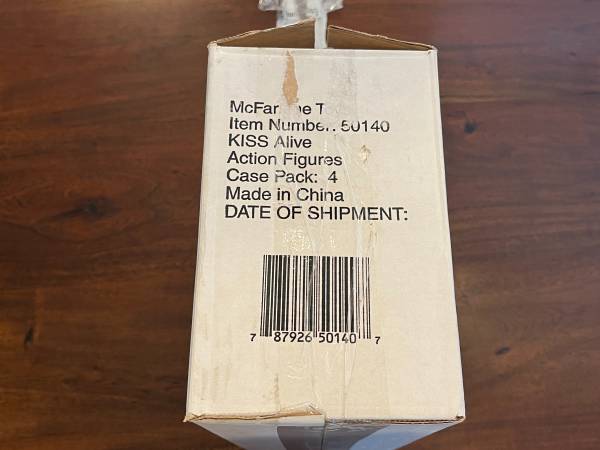 McFar ne T
Item Number: 50140
KISS Alive
Action Figures
Case Pack: 4
Made in China
DATE OF SHIPMENT:
7 87926 50140 7